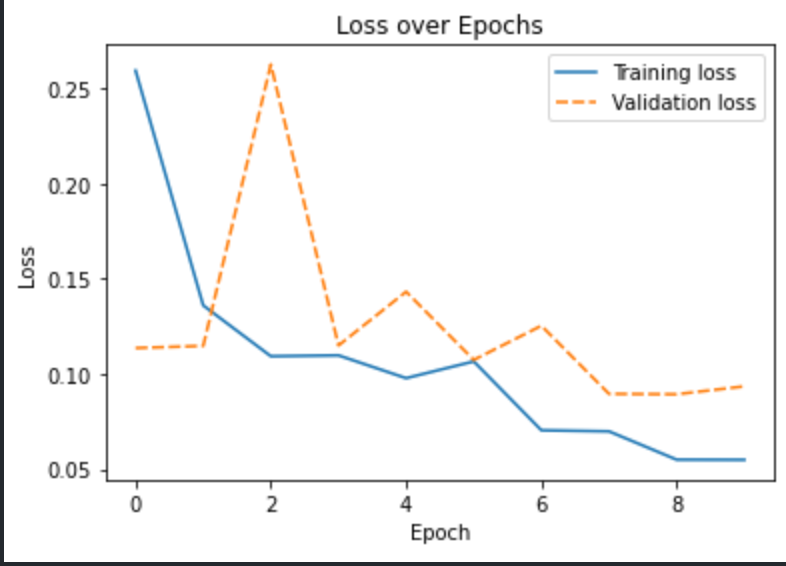 Loss over Epochs
Training loss
Validation loss
0.25
0.20
0.15
0.10
0.05
Loss
0 2 4 6 8
Epoch